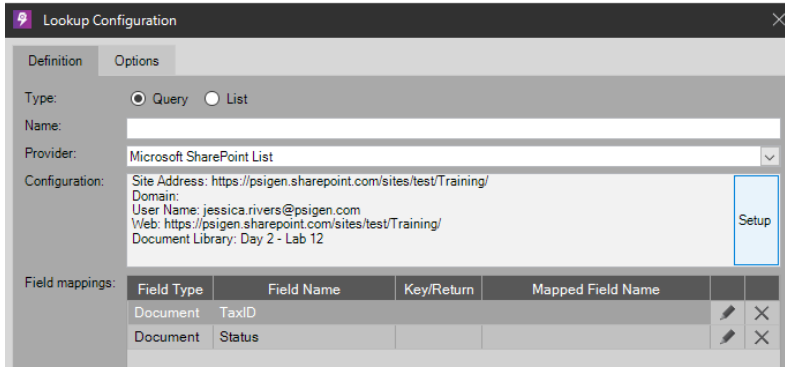 Lookup Configuration
Definition Options
Type: Query List
Name:
Provider: Microsoft SharePoint List
Configuration: Site Address: https://psigen.sharepoint.com/sites/test/Training/
Domain:
User Name: jessica.rivers@psigen.com
Web: https://psigen.sharepoint.com/sites/test/Training/
Document Library: Day 2 - Lab 12
Setup
Field mappings: Field Type Field Name Key/Return Mapped Field Name
Document TaxID
Document Status